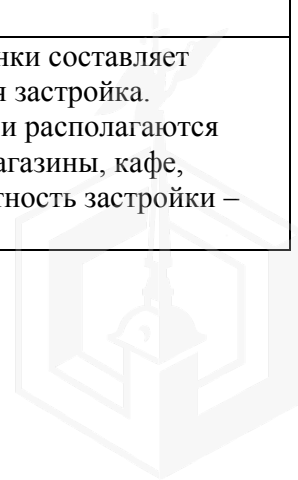 нки составляет
я застройка.
и располагаются
агазины, кафе,
тность застройки –